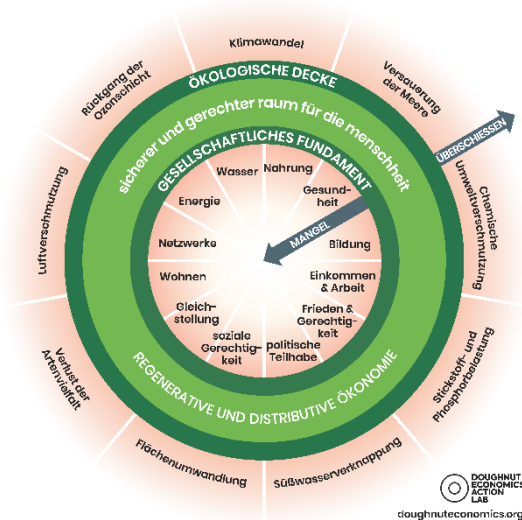 Klimawandel
Versauerung
der Meere
ÜBERSCHIESSEN
Chemische
Umweltverschmutzung
Stickstoff- und
Phosphorbelastung
Süßwasserverknappung
Flächenumwandlung
Verlust der
Artenvielfalt
Luftverschmutzung
Rückgang der
Ozonschicht
ÖKOLOGISCHE DECKE
sicherer und gerechter raum für die menschheit
GESELLSCHAFTLICHES FUNDAMENT
Wasser
Nahrung
Gesund-
heit
MANGEL
Bildung
Einkommen
& Arbeit
Frieden &
Gerechtig-
keit
politische
Teilhabe
soziale
Gerechtig-
keit
Gleich-
stellung
Wohnen
Netzwerke
Energie
REGENERATIVE UND DISTRIBUTIVE ÖKONOMIE
DOUGHNUT
ECONOMICS
ACTION
LAB
doughnuteconomics.org